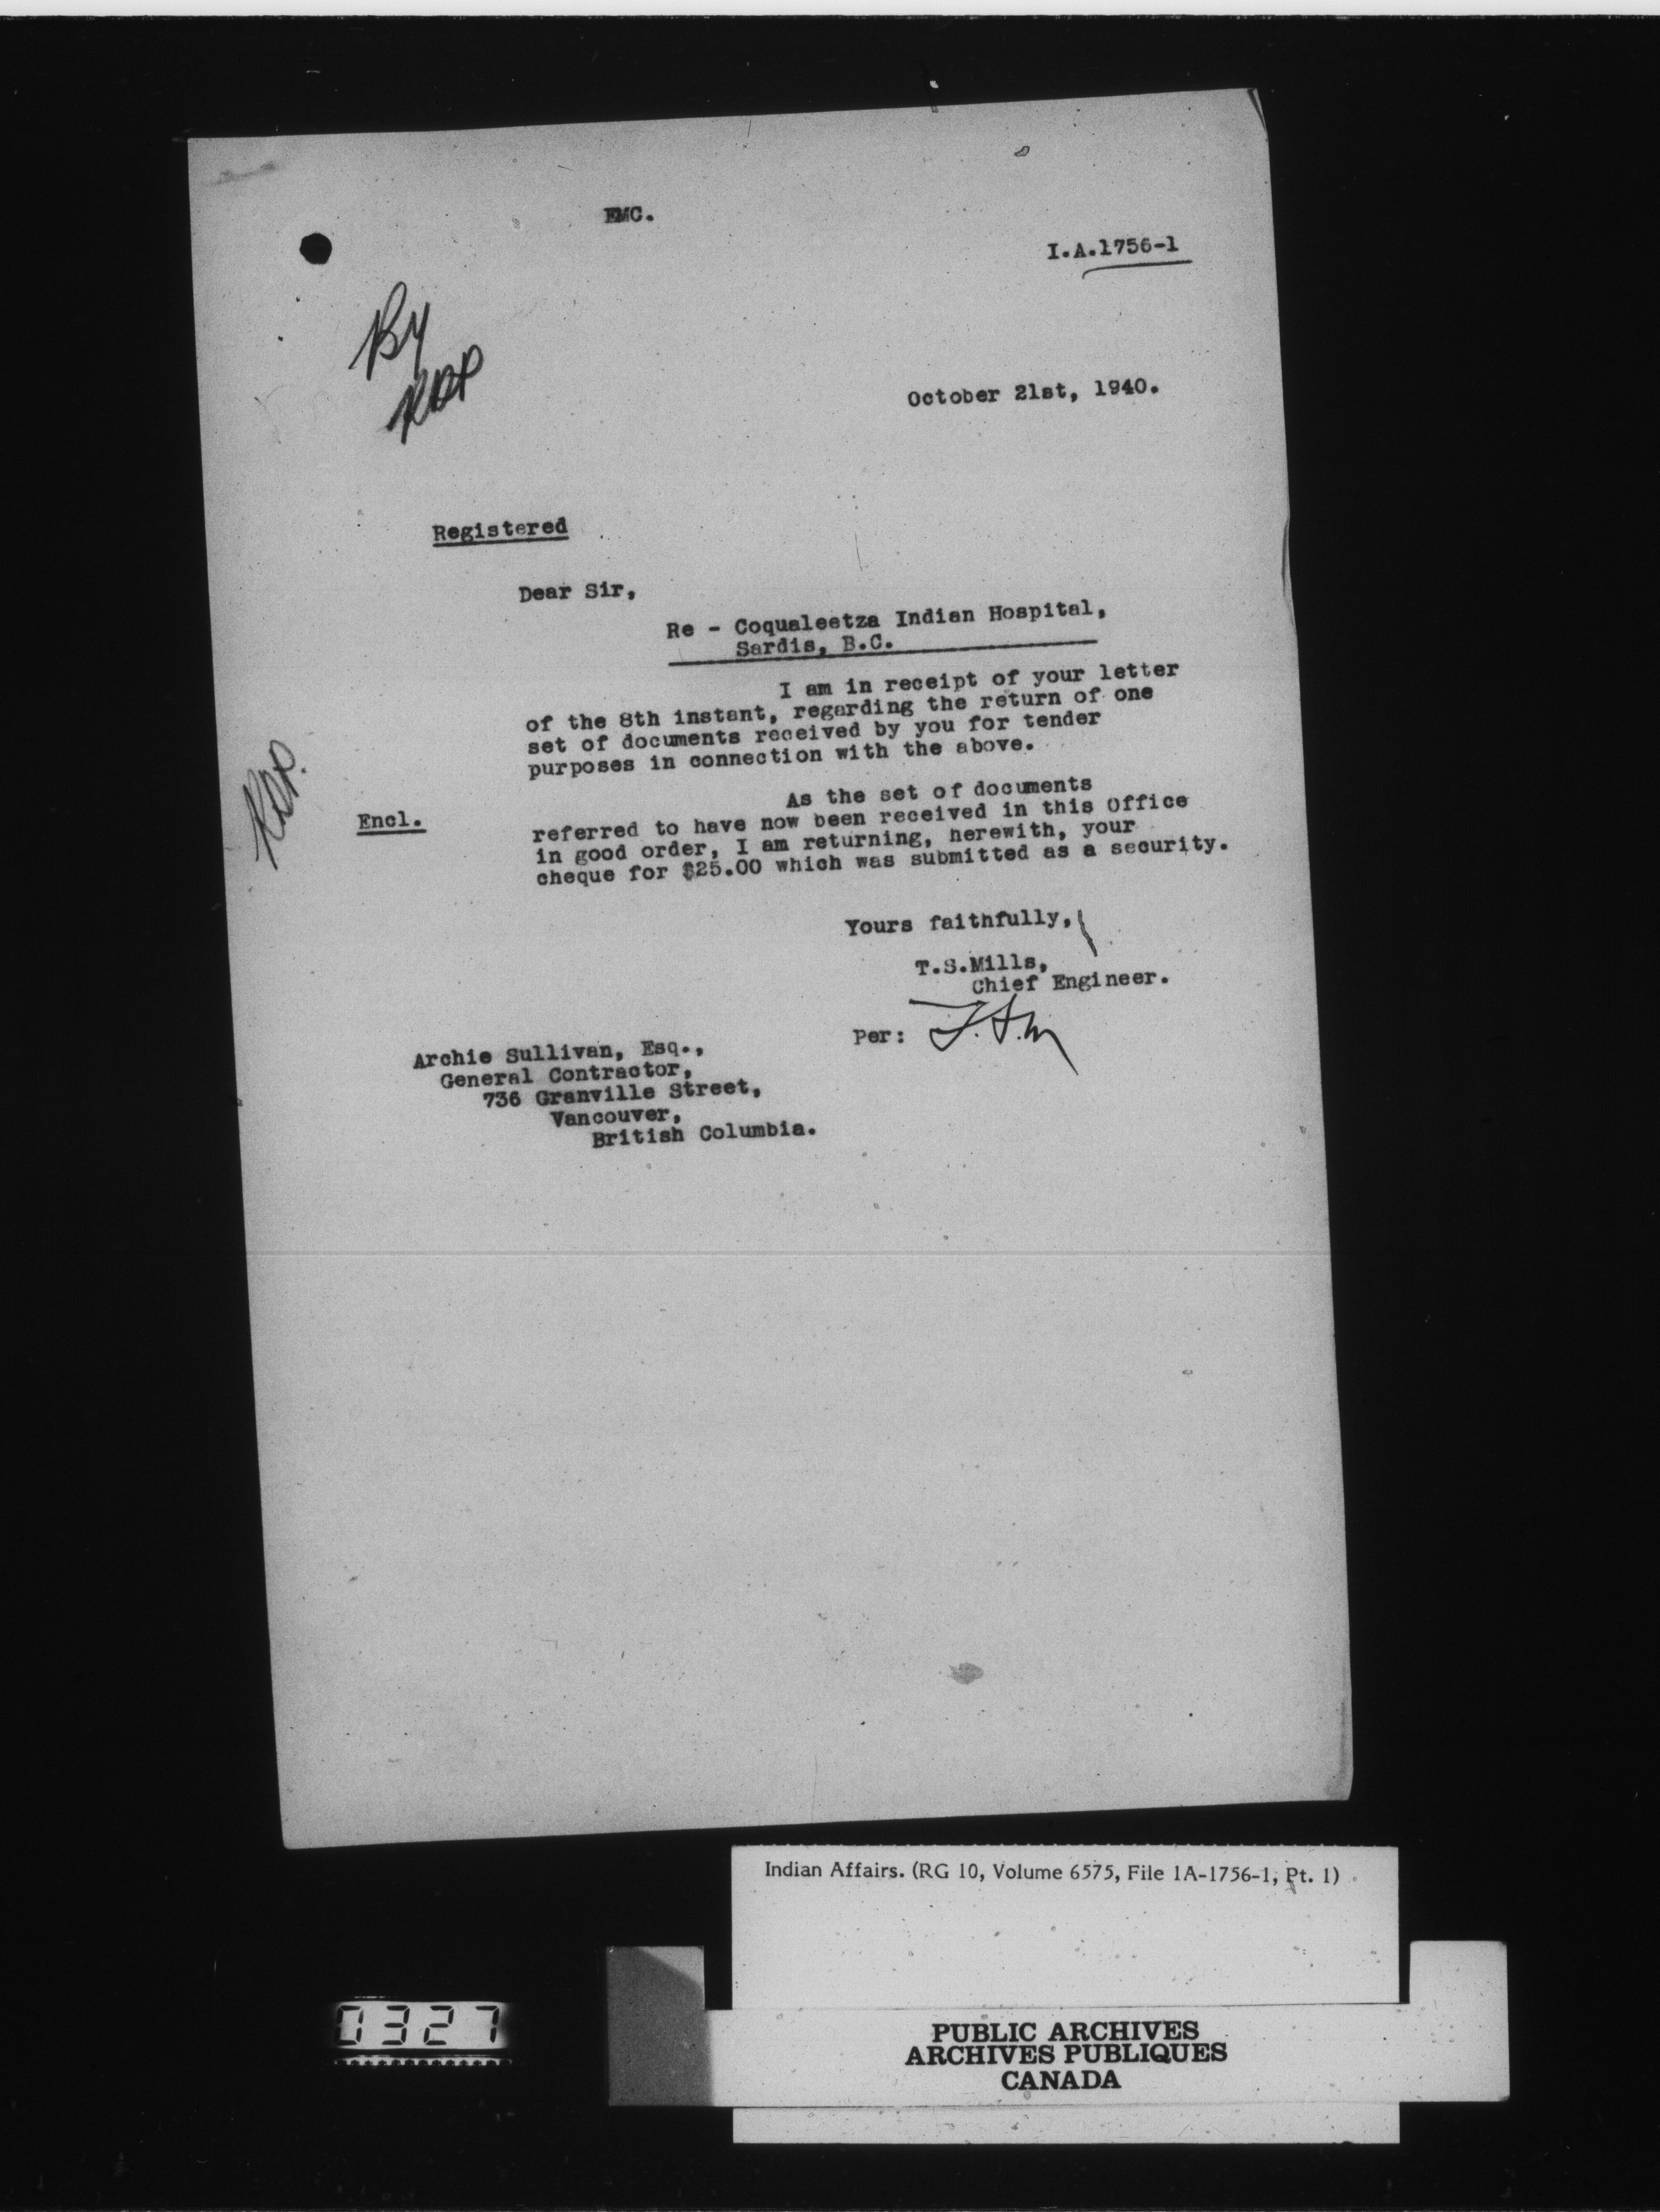 EMC.
I.A.1756-1
By
October 21st, 1940.
Registered
Dear Sir,
Re - Coqualeetza Indian Hospital,
Sardis, B.C.
I am in receipt of your letter
of the 8th instant, regarding the return of one
set of documents received by you for tender
purposes in connection with the above.
As the set of documents
Encl.
referred to have now been received in this Office
in good order, I am returning, herewith, your
cheque for $25.00 which was submitted as a security.
Yours faithfully,
T.S.Mills,
Chief Engineer.
Per:
Archie Sullivan, Esq.,
General Contractor,
736 Granville Street,
Vancouver,
British Columbia.
Indian Affairs. (RG 10, Volume 6575, File 1A-1756-1, Pt. 1)
0327
PUBLIC ARCHIVES
ARCHIVES PUBLIQUES
CANADA